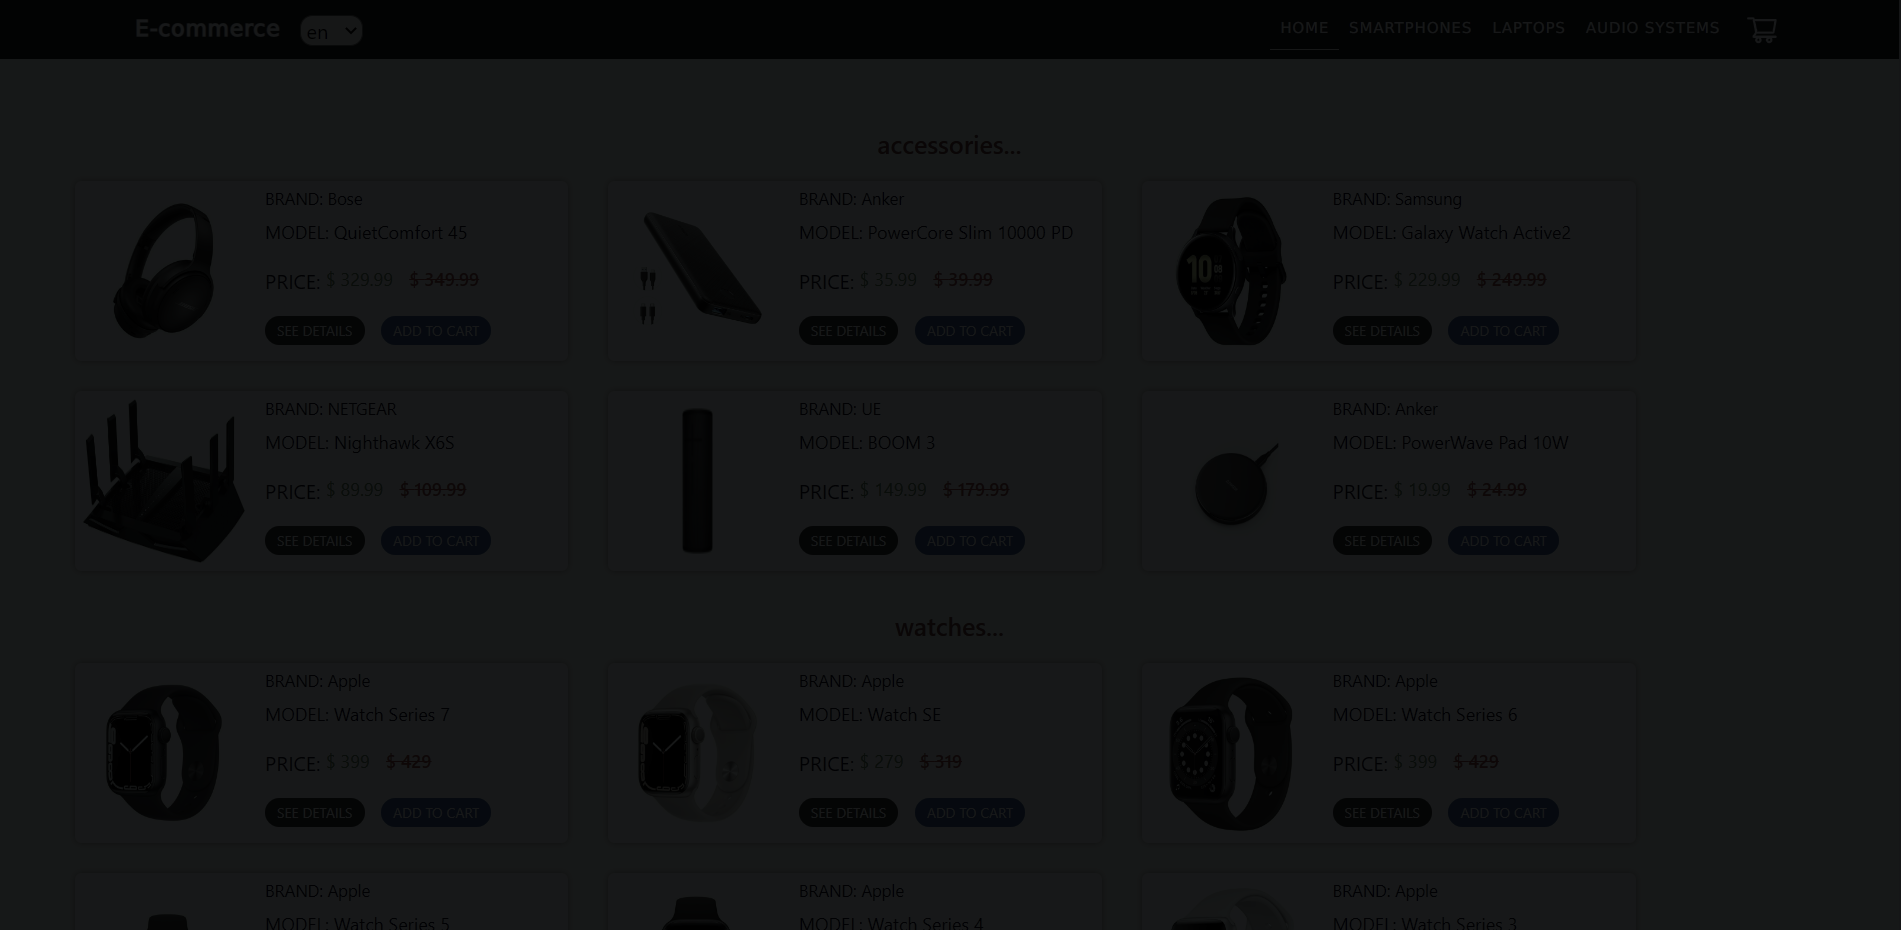 E-commerce
en
HOME
SMARTPHONES
LAPTOPS
AUDIO SYSTEMS
accessories...
BRAND: Bose
MODEL: QuietComfort 45
PRICE: $ 329.99 $ 349.99
SEE DETAILS
ADD TO CART
BRAND: Anker
MODEL: PowerCore Slim 10000 PD
PRICE: $ 35.99 $ 39.99
SEE DETAILS
ADD TO CART
BRAND: Samsung
MODEL: Galaxy Watch Active2
PRICE: $ 229.99 $ 249.99
SEE DETAILS
ADD TO CART
BRAND: NETGEAR
MODEL: Nighthawk X6S
PRICE: $ 89.99 $ 109.99
SEE DETAILS
ADD TO CART
BRAND: UE
MODEL: BOOM 3
PRICE: $ 149.99 $ 179.99
SEE DETAILS
ADD TO CART
BRAND: Anker
MODEL: PowerWave Pad 10W
PRICE: $ 19.99 $ 24.99
SEE DETAILS
ADD TO CART
watches...
BRAND: Apple
MODEL: Watch Series 7
PRICE: $ 399 $ 429
SEE DETAILS
ADD TO CART
BRAND: Apple
MODEL: Watch SE
PRICE: $ 279 $ 319
SEE DETAILS
ADD TO CART
BRAND: Apple
MODEL: Watch Series 6
PRICE: $ 399 $ 429
SEE DETAILS
ADD TO CART
BRAND: Apple
MODEL: Watch Series 5
BRAND: Apple
MODEL: Watch Series 4
BRAND: Apple
MODEL: Watch Series 3